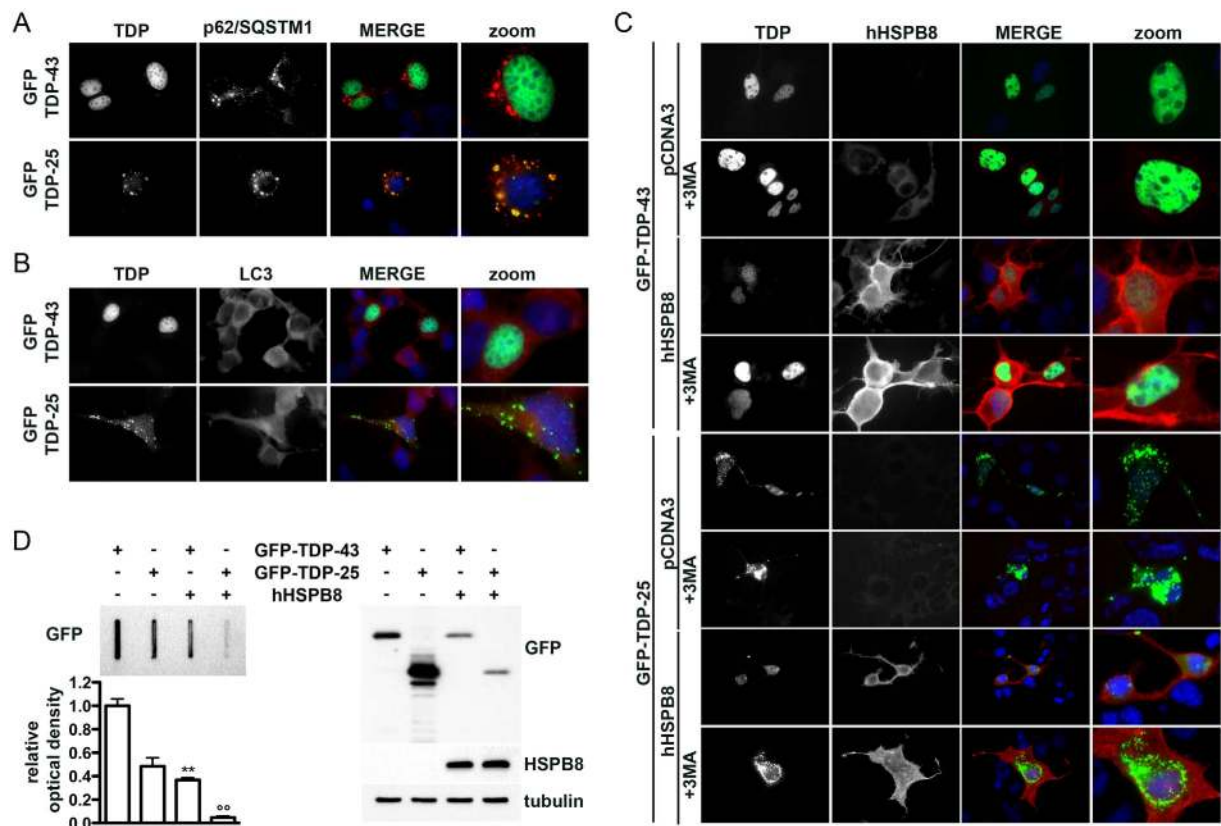 A
TDP p62/SQSTM1 MERGE zoom
GFP
TDP-43
GFP
TDP-25
B
TDP LC3 MERGE zoom
GFP
TDP-43
GFP
TDP-25
C
TDP hHSPB8 MERGE zoom
GFP-TDP-43
pCDNA3
+3MA
hHSPB8
+3MA
GFP-TDP-25
pCDNA3
+3MA
hHSPB8
+3MA
D
+ - + - GFP-TDP-43 + - + -
- + - + GFP-TDP-25 - + - +
- - + + hHSPB8 - - + +
GFP
relative
optical density
1.2
1.0
0.8
0.6
0.4
0.2
0.0
**
°°
GFP
HSPB8
tubulin